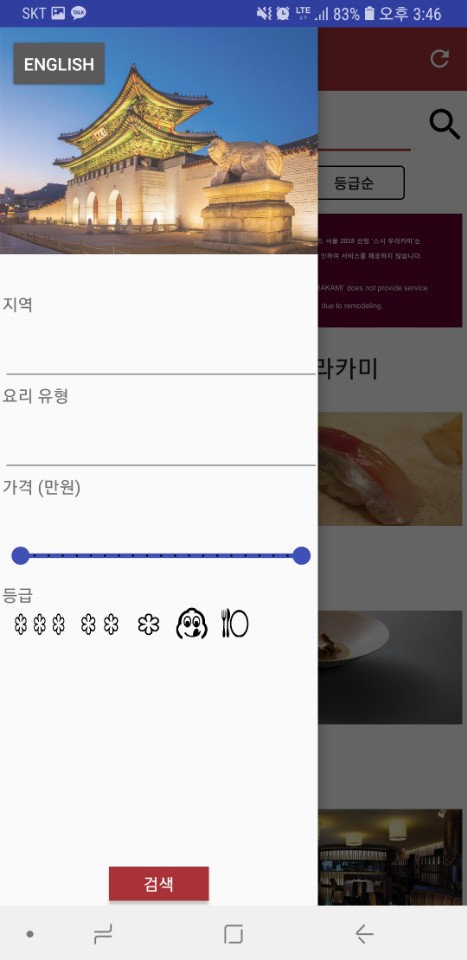 SKT TALK LTE 83% 오후 3:46
ENGLISH
등급순
서울 2018 선정 '스시 무라카미'는
인하여 서비스를 제공하지 않습니다.
AKAMI' does not provide service
due to remodeling.
라카미
지역
요리 유형
가격 (만원)
등급
검색